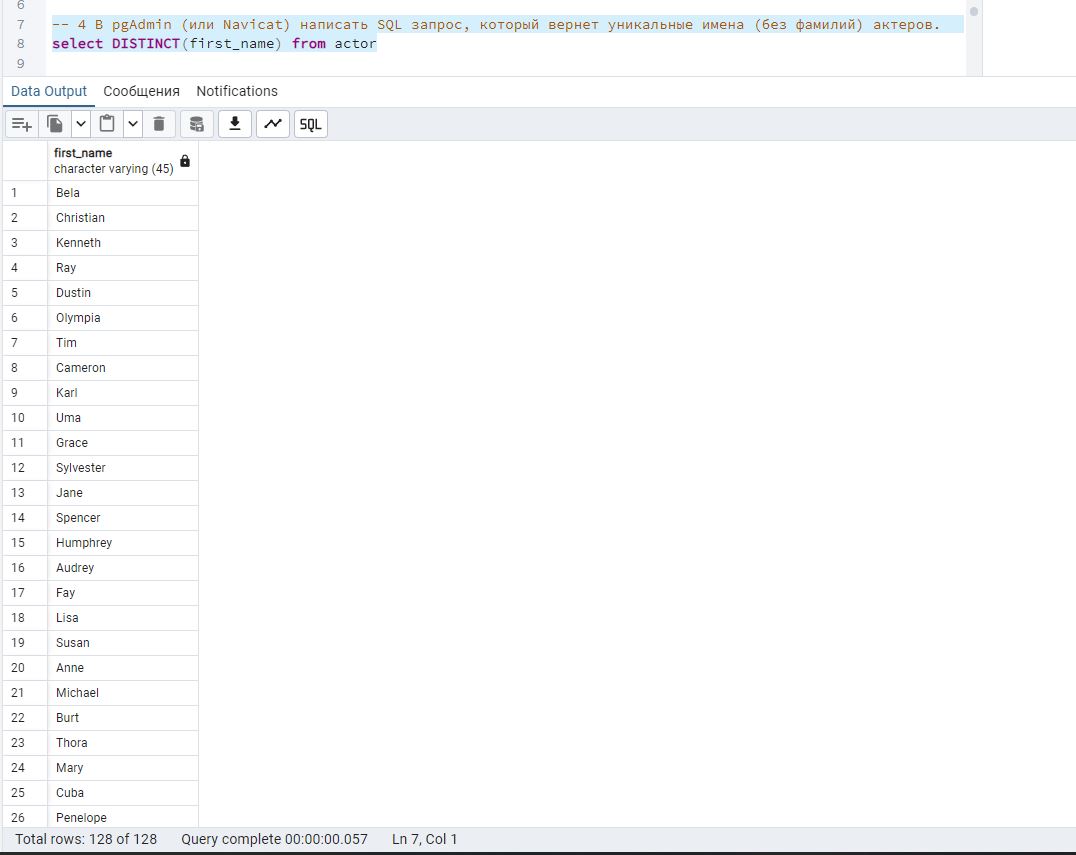 6
7 -- 4 В pgAdmin (или Navicat) написать SQL запрос, который вернет уникальные имена (без фамилий) актеров.
8 select DISTINCT(first_name) from actor
9
Data Output Сообщения Notifications
SQL
first_name
character varying (45)
1 Bela
2 Christian
3 Kenneth
4 Ray
5 Dustin
6 Olympia
7 Tim
8 Cameron
9 Karl
10 Uma
11 Grace
12 Sylvester
13 Jane
14 Spencer
15 Humphrey
16 Audrey
17 Fay
18 Lisa
19 Susan
20 Anne
21 Michael
22 Burt
23 Thora
24 Mary
25 Cuba
26 Penelope
Total rows: 128 of 128 Query complete 00:00:00.057 Ln 7, Col 1